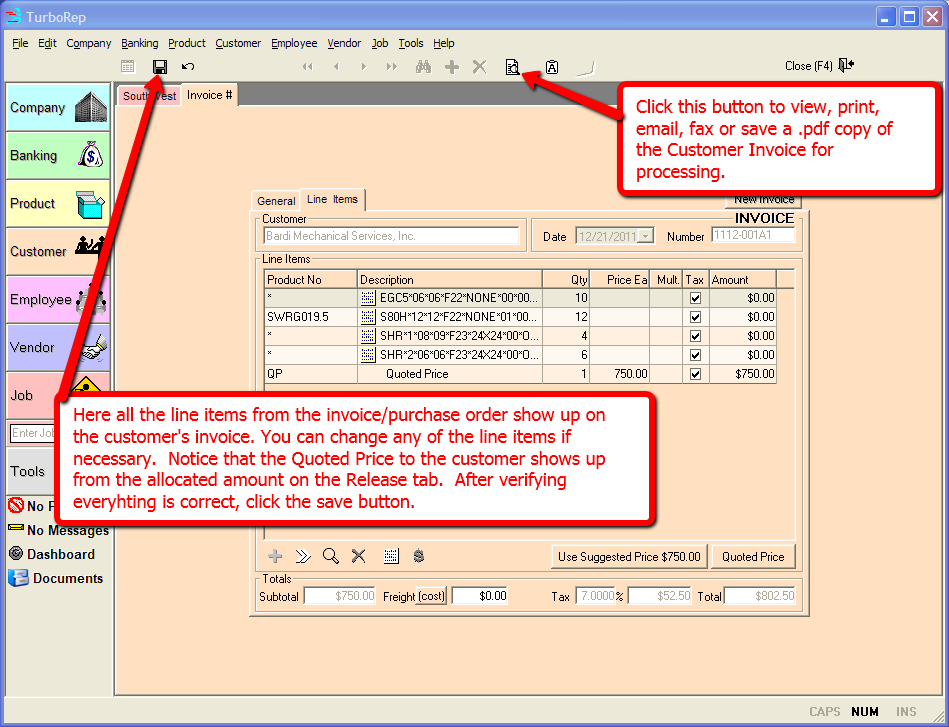 TurboRep
File Edit Company Banking Product Customer Employee Vendor Job Tools Help
Close (F4)
Company
Banking
Product
Customer
Employee
Vendor
Job
Enter Job
Tools
No
No Messages
Dashboard
Documents
Invoice #
Click this button to view, print,
email, fax or save a .pdf copy of
the Customer Invoice for
processing.
General Line Items
New Invoice
INVOICE
Customer
Bardi Mechanical Services, Inc.
Date 12/21/2011 Number 1112-001A1
Line Items
Product No Description Qty Price Ea Mult. Tax Amount
* EGC5*06*06*F22*NONE*00*00... 10 $0.00
SWRG019.5 S80H*12*12*F22*NONE*01*00... 12 $0.00
* SHR*1*08*09*F23*24X24*00*O... 4 $0.00
* SHR*2*06*06*F23*24X24*00*O... 6 $0.00
QP Quoted Price 1 750.00 $750.00
Here all the line items from the invoice/purchase order show up on
the customer's invoice. You can change any of the line items if
necessary. Notice that the Quoted Price to the customer shows up
from the allocated amount on the Release tab. After verifying
everyhting is correct, click the save button.
Use Suggested Price $750.00 Quoted Price
Totals
Subtotal $750.00 Freight (cost) $0.00 Tax 7.0000% $52.50 Total $802.50
CAPS NUM INS